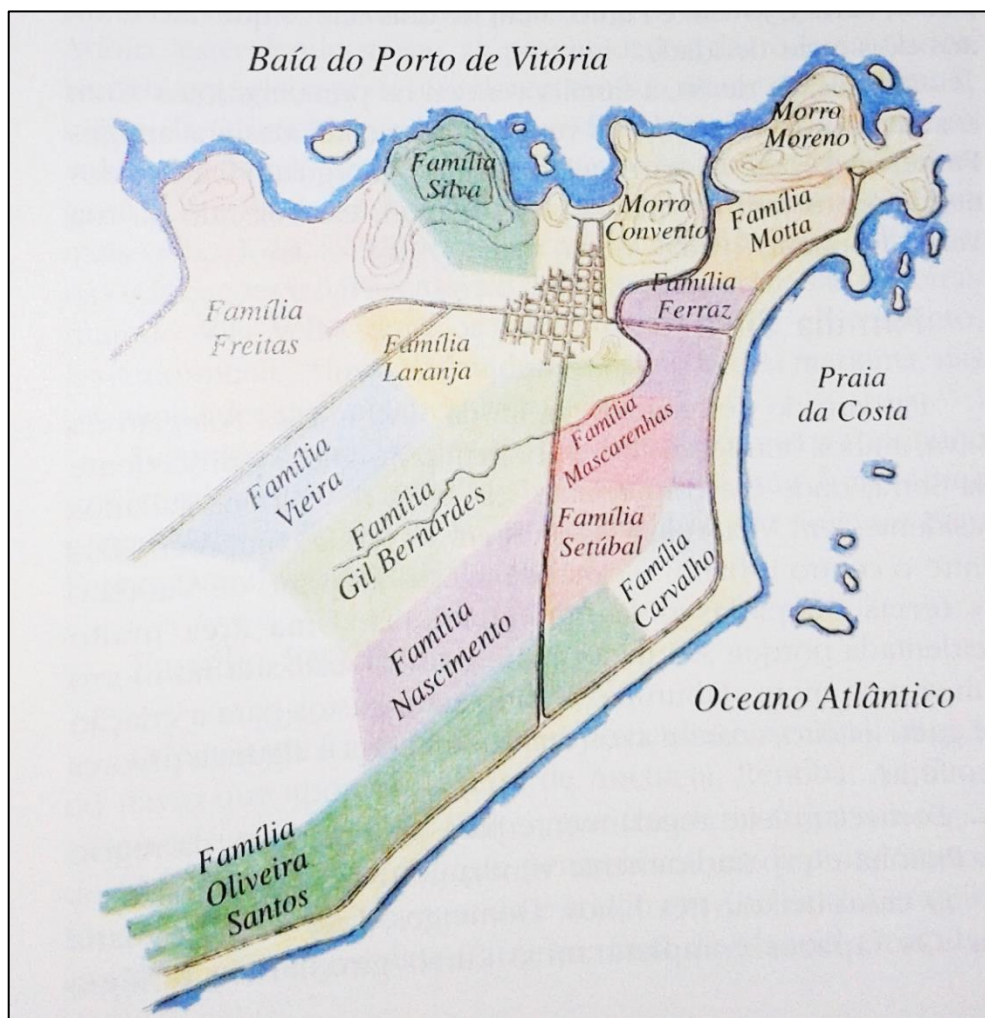 Baía do Porto de Vitória
Morro
Moreno
Família
Silva
Morro
Convento
Família
Motta
Família
Ferraz
Família
Freitas
Família
Laranja
Praia
da Costa
Família
Mascarenhas
Família
Vieira
Família
Gil Bernardes
Família
Setúbal
Família
Carvalho
Família
Nascimento
Oceano Atlântico
Família
Oliveira
Santos